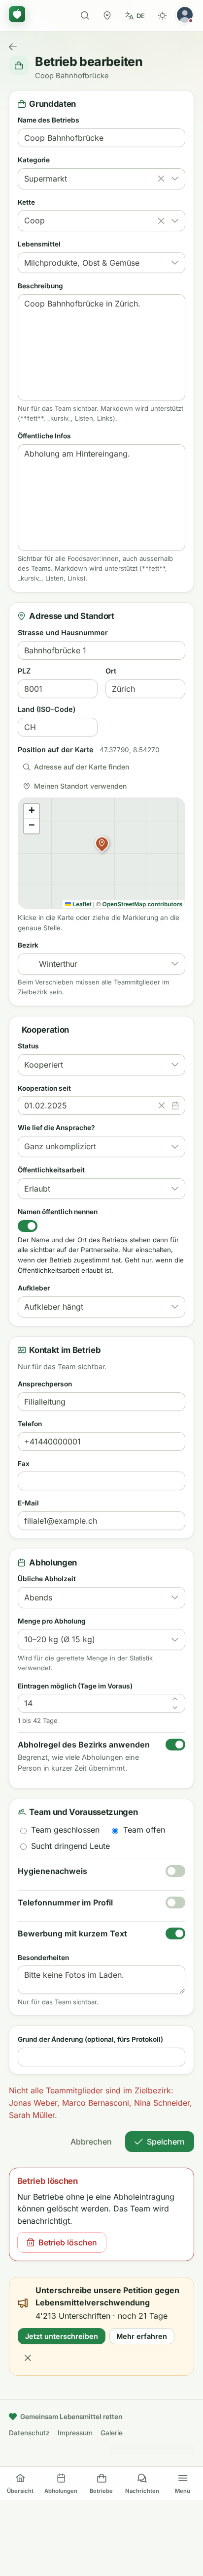 DE
Betrieb bearbeiten
Coop Bahnhofbrücke
Grunddaten
Name des Betriebs
Coop Bahnhofbrücke
Kategorie
Supermarkt
Kette
Coop
Lebensmittel
Milchprodukte, Obst & Gemüse
Beschreibung
Coop Bahnhofbrücke in Zürich.
Nur für das Team sichtbar. Markdown wird unterstützt
(**fett**, _kursiv_, Listen, Links).
Öffentliche Infos
Abholung am Hintereingang.
Sichtbar für alle Foodsaver:innen, auch ausserhalb
des Teams. Markdown wird unterstützt (**fett**,
_kursiv_, Listen, Links).
Adresse und Standort
Strasse und Hausnummer
Bahnhofbrücke 1
PLZ Ort
8001 Zürich
Land (ISO-Code)
CH
Position auf der Karte 47.37790, 8.54270
Adresse auf der Karte finden
Meinen Standort verwenden
+
−
Leaflet | © OpenStreetMap contributors
Klicke in die Karte oder ziehe die Markierung an die
genaue Stelle.
Bezirk
Winterthur
Beim Verschieben müssen alle Teammitglieder im
Zielbezirk sein.
Kooperation
Status
Kooperiert
Kooperation seit
01.02.2025
Wie lief die Ansprache?
Ganz unkompliziert
Öffentlichkeitsarbeit
Erlaubt
Namen öffentlich nennen
Der Name und der Ort des Betriebs stehen dann für
alle sichtbar auf der Partnerseite. Nur einschalten,
wenn der Betrieb zugestimmt hat. Geht nur, wenn die
Öffentlichkeitsarbeit erlaubt ist.
Aufkleber
Aufkleber hängt
Kontakt im Betrieb
Nur für das Team sichtbar.
Ansprechperson
Filialleitung
Telefon
+41440000001
Fax
E-Mail
filiale1@example.ch
Abholungen
Übliche Abholzeit
Abends
Menge pro Abholung
10–20 kg (Ø 15 kg)
Wird für die gerettete Menge in der Statistik
verwendet.
Eintragen möglich (Tage im Voraus)
14
1 bis 42 Tage
Abholregel des Bezirks anwenden
Begrenzt, wie viele Abholungen eine
Person in kurzer Zeit übernimmt.
Team und Voraussetzungen
Team geschlossen Team offen
Sucht dringend Leute
Hygienenachweis
Telefonnummer im Profil
Bewerbung mit kurzem Text
Besonderheiten
Bitte keine Fotos im Laden.
Nur für das Team sichtbar.
Grund der Änderung (optional, fürs Protokoll)
Nicht alle Teammitglieder sind im Zielbezirk:
Jonas Weber, Marco Bernasconi, Nina Schneider,
Sarah Müller.
Abbrechen Speichern
Betrieb löschen
Nur Betriebe ohne je eine Abholeintragung
können gelöscht werden. Das Team wird
benachrichtigt.
Betrieb löschen
Unterschreibe unsere Petition gegen
Lebensmittelverschwendung
4'213 Unterschriften · noch 21 Tage
Jetzt unterschreiben Mehr erfahren
Gemeinsam Lebensmittel retten
Datenschutz Impressum Galerie
Übersicht Abholungen Betriebe Nachrichten Menü